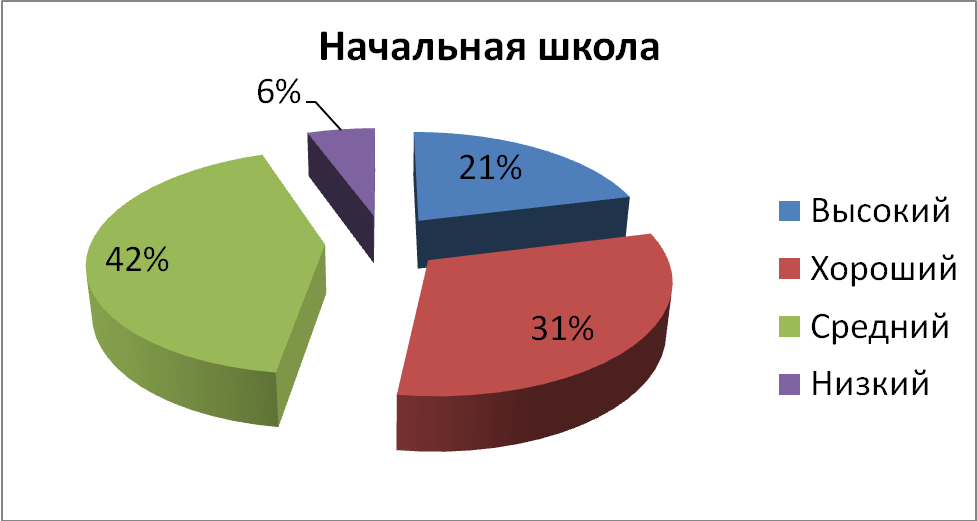 Начальная школа
6%
21%
42%
31%
Высокий
Хороший
Средний
Низкий